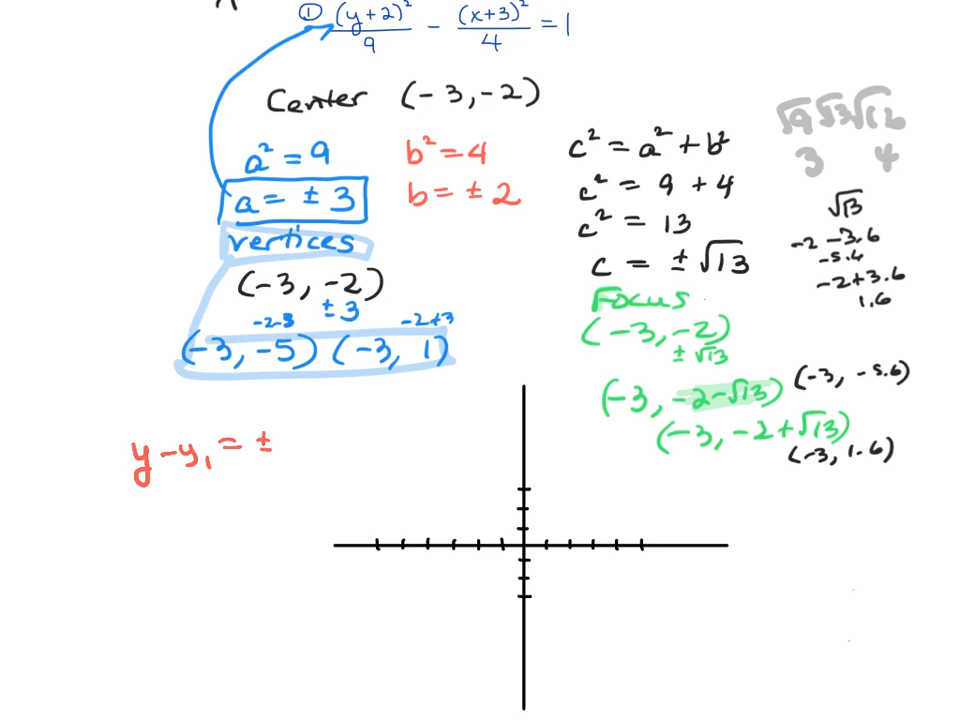 ① (y+2)²/9 − (x+3)²/4 = 1
Center (-3, -2)
a² = 9
a = ± 3
vertices
(-3, -2)
± 3
-2-3 -2+3
(-3, -5) (-3, 1)
b² = 4
b = ± 2
c² = a² + b²
c² = 9 + 4
c² = 13
c = ± √13
Focus
(-3, -2)
± √13
(-3, -2-√13) (-3, -5.6)
(-3, -2+√13)
(-3, 1.6)
√9 √13 √16
3 4
√13
-2 -3.6
-5.6
-2+3.6
1.6
y - y₁ = ±